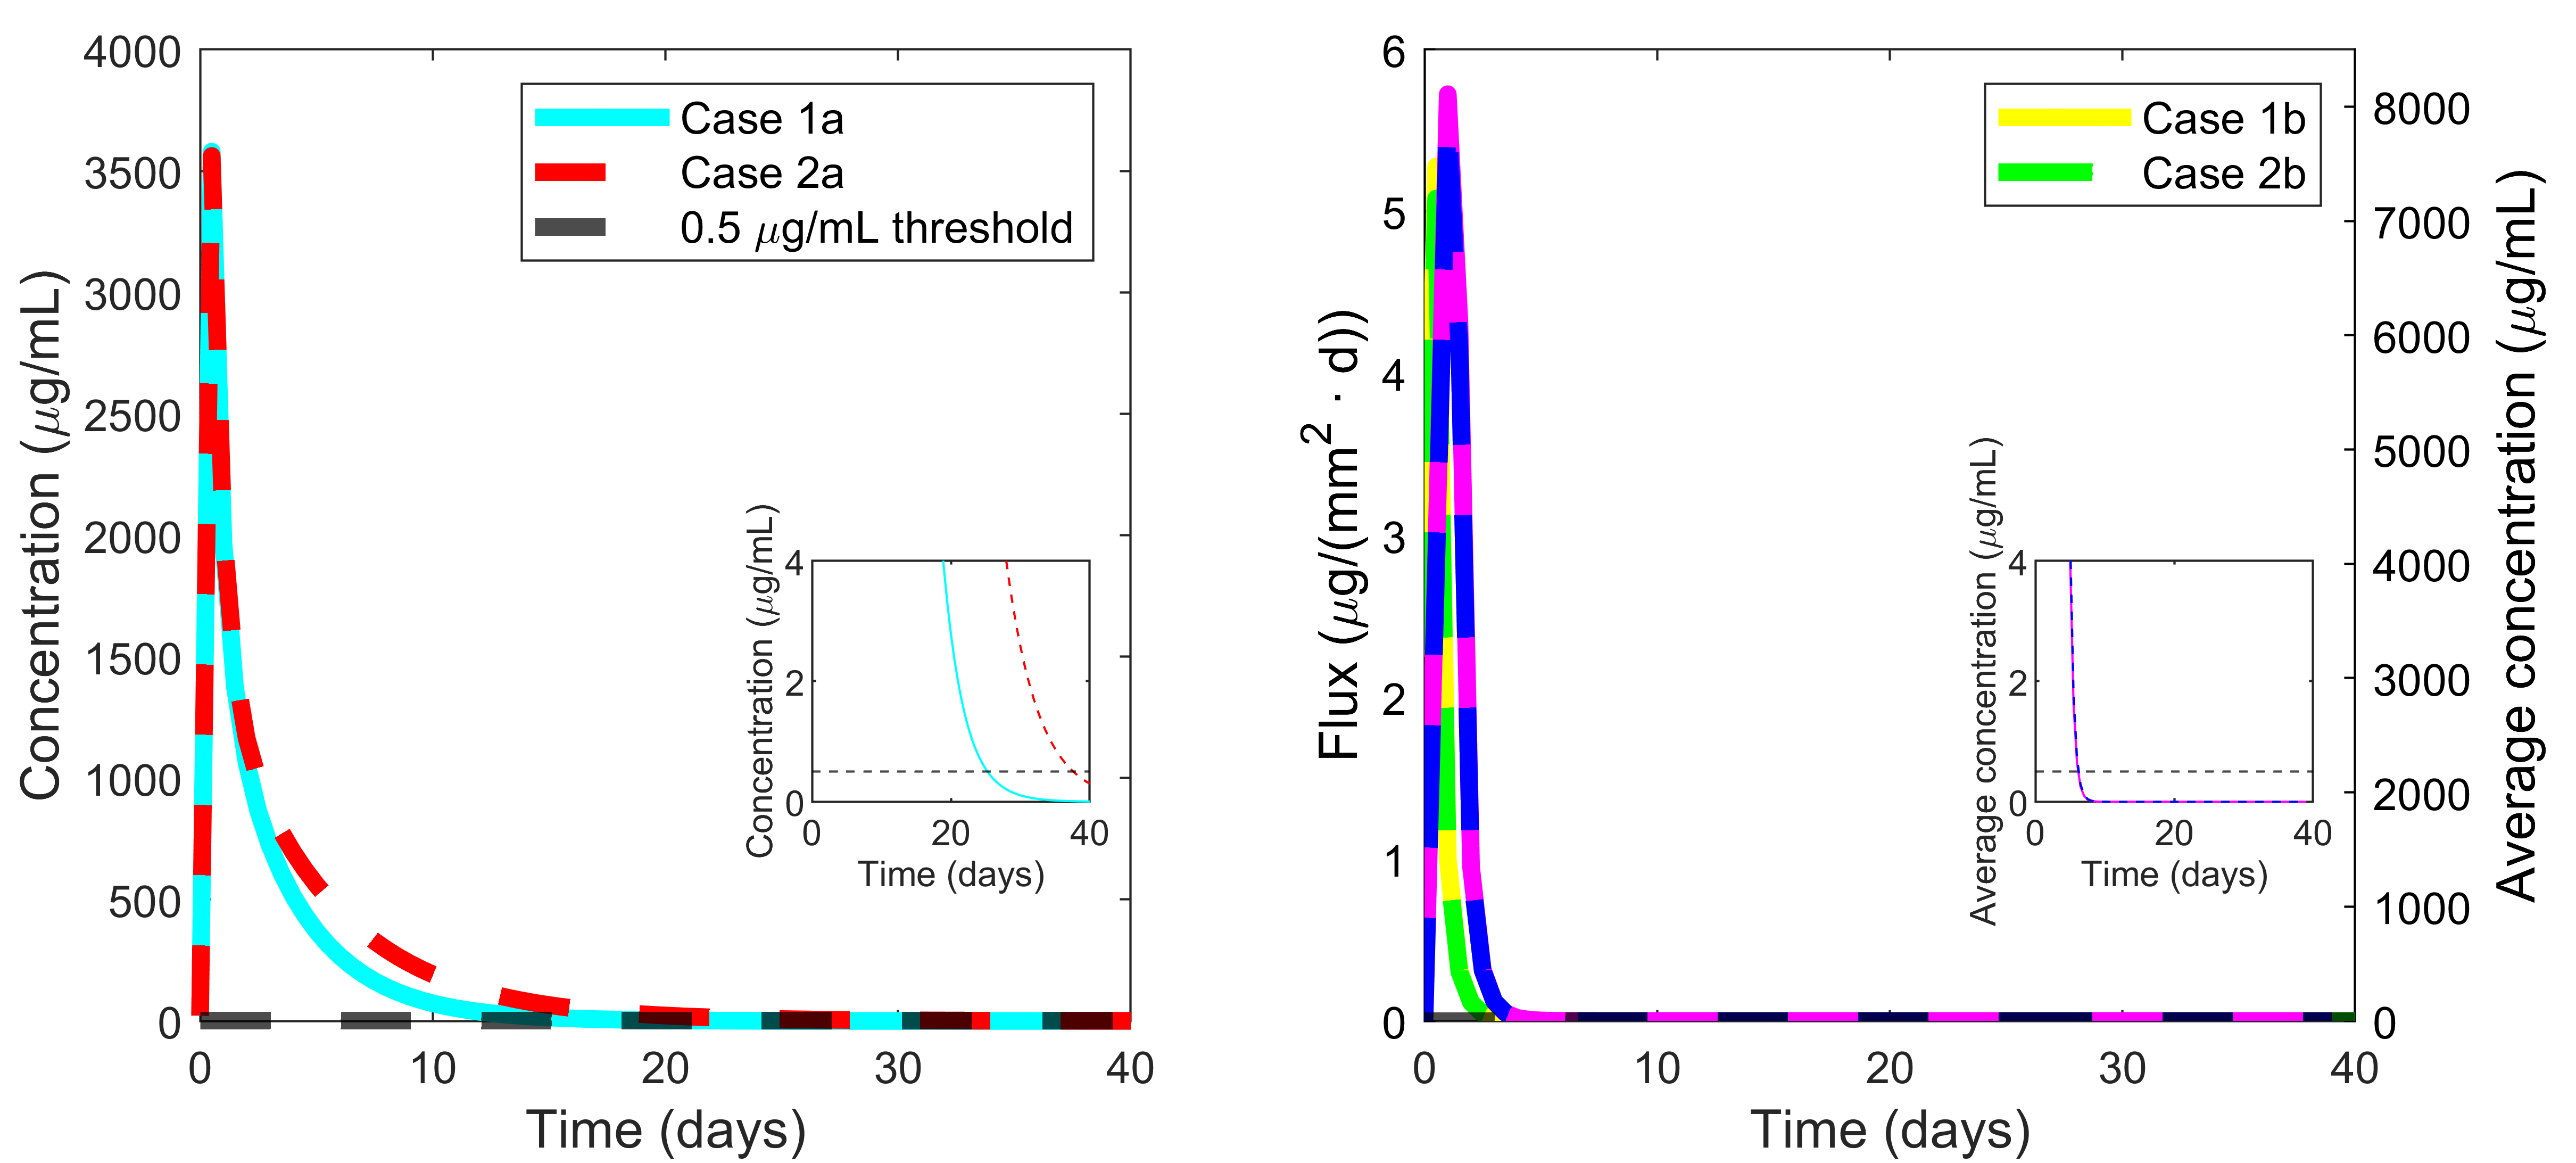 4000
3500
3000
2500
2000
1500
1000
500
0
Concentration (μg/mL)
0 10 20 30 40
Time (days)
Case 1a
Case 2a
0.5 μg/mL threshold
Concentration (μg/mL)
4
2
0
0 20 40
Time (days)
6
5
4
3
2
1
0
Flux (μg/(mm² · d))
0 10 20 30 40
Time (days)
Case 1b
Case 2b
Average concentration (μg/mL)
4
2
0
0 20 40
Time (days)
8000
7000
6000
5000
4000
3000
2000
1000
0
Average concentration (μg/mL)